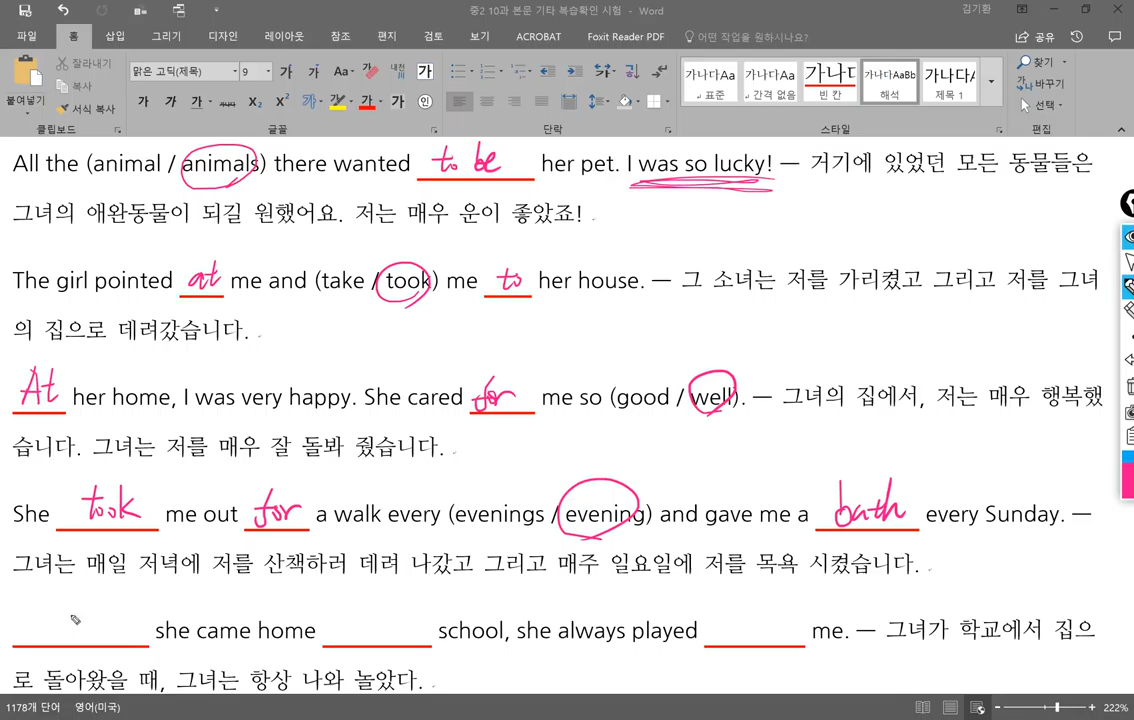 중2 10과 본문 기타 복습확인 시험 - Word
김기환
파일 홈 삽입 그리기 디자인 레이아웃 참조 편지 검토 보기 ACROBAT Foxit Reader PDF 어떤 작업을 원하시나요? 공유
붙여넣기 잘라내기 복사 서식 복사
맑은 고딕(제목) 9 가 가 Aa 내천 가
가 가 가 가나다 X₂ X² 가 가 가 가
가나다Aa 가나다Aa 가나다 가나다AaBb 가나다A
표준 간격 없음 빈 칸 해석 제목 1
찾기 바꾸기 선택
클립보드 글꼴 단락 스타일 편집
All the (animal / animals) there wanted to be her pet. I was so lucky! — 거기에 있었던 모든 동물들은
그녀의 애완동물이 되길 원했어요. 저는 매우 운이 좋았죠!
The girl pointed at me and (take / took) me to her house. — 그 소녀는 저를 가리켰고 그리고 저를 그녀
의 집으로 데려갔습니다.
At her home, I was very happy. She cared for me so (good / well). — 그녀의 집에서, 저는 매우 행복했
습니다. 그녀는 저를 매우 잘 돌봐 줬습니다.
She took me out for a walk every (evenings / evening) and gave me a bath every Sunday. —
그녀는 매일 저녁에 저를 산책하러 데려 나갔고 그리고 매주 일요일에 저를 목욕 시켰습니다.
she came home school, she always played me. — 그녀가 학교에서 집으
로 돌아왔을 때, 그녀는 항상 나와 놀았다.
1178개 단어 영어(미국) 222%